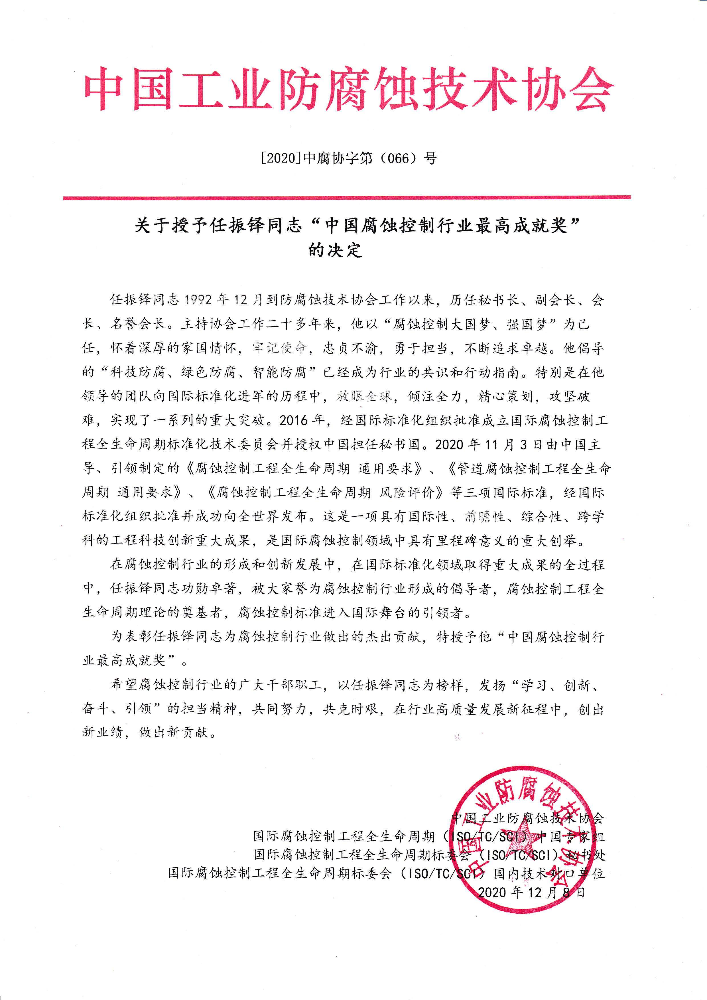 中国工业防腐蚀技术协会
[2020]中腐协字第（066）号
关于授予任振铎同志“中国腐蚀控制行业最高成就奖”
的决定
任振铎同志1992年12月到防腐蚀技术协会工作以来，历任秘书长、副会长、会
长、名誉会长。主持协会工作二十多年来，他以“腐蚀控制大国梦、强国梦”为己
任，怀着深厚的家国情怀，牢记使命，忠贞不渝，勇于担当，不断追求卓越。他倡导
的“科技防腐、绿色防腐、智能防腐”已经成为行业的共识和行动指南。特别是在他
领导的团队向国际标准化进军的历程中，放眼全球，倾注全力，精心策划，攻坚破
难，实现了一系列的重大突破。2016年，经国际标准化组织批准成立国际腐蚀控制工
程全生命周期标准化技术委员会并授权中国担任秘书国。2020年11月3日由中国主
导、引领制定的《腐蚀控制工程全生命周期 通用要求》、《管道腐蚀控制工程全生命
周期 通用要求》、《腐蚀控制工程全生命周期 风险评价》等三项国际标准，经国际
标准化组织批准并成功向全世界发布。这是一项具有国际性、前瞻性、综合性、跨学
科的工程科技创新重大成果，是国际腐蚀控制领域中具有里程碑意义的重大创举。
在腐蚀控制行业的形成和创新发展中，在国际标准化领域取得重大成果的全过程
中，任振铎同志功勋卓著，被大家誉为腐蚀控制行业形成的倡导者，腐蚀控制工程全
生命周期理论的奠基者，腐蚀控制标准进入国际舞台的引领者。
为表彰任振铎同志为腐蚀控制行业做出的杰出贡献，特授予他“中国腐蚀控制行
业最高成就奖”。
希望腐蚀控制行业的广大干部职工，以任振铎同志为榜样，发扬“学习、创新、
奋斗、引领”的担当精神，共同努力，共克时艰，在行业高质量发展新征程中，创出
新业绩，做出新贡献。
中国工业防腐蚀技术协会
中国工业防腐蚀技术协会
国际腐蚀控制工程全生命周期（ISO/TC/SCI）中国专家组
国际腐蚀控制工程全生命周期标委会（ISO/TC/SCI）秘书处
国际腐蚀控制工程全生命周期标委会（ISO/TC/SCI）国内技术对口单位
2020年12月8日